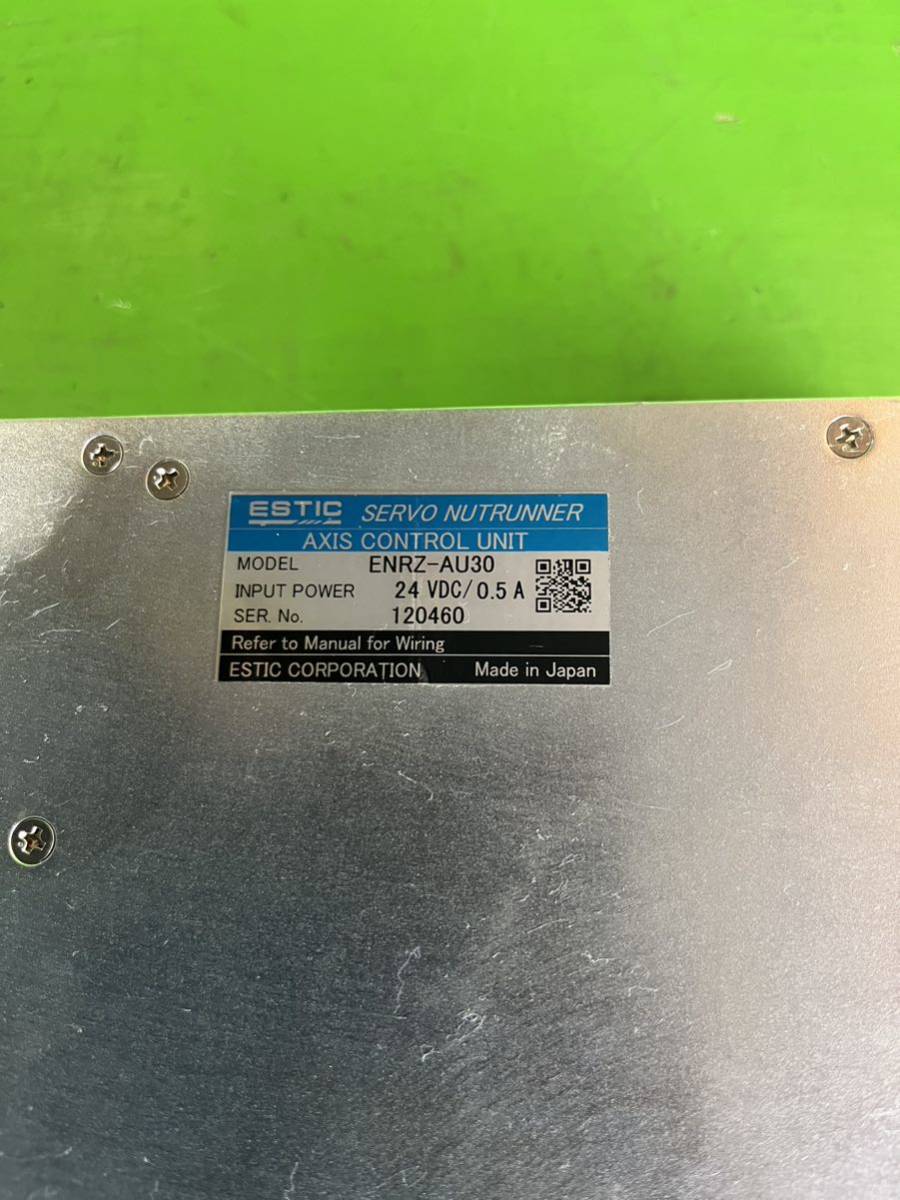 ESTIC SERVO NUTRUNNER
AXIS CONTROL UNIT
MODEL ENRZ-AU30
INPUT POWER 24 VDC/0.5 A
SER. No. 120460
Refer to Manual for Wiring
ESTIC CORPORATION Made in Japan